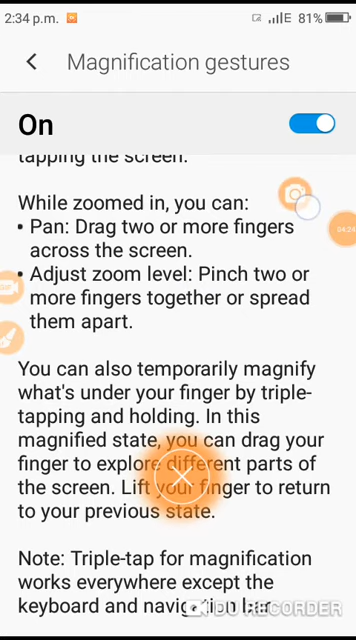 2:34 p.m. E 81%
Magnification gestures
On
tapping the screen.
While zoomed in, you can:
• Pan: Drag two or more fingers
across the screen.
04:24
• Adjust zoom level: Pinch two or
more fingers together or spread
them apart.
You can also temporarily magnify
what's under your finger by triple-
tapping and holding. In this
magnified state, you can drag your
finger to explore different parts of
the screen. Lift your finger to return
to your previous state.
Note: Triple-tap for magnification
works everywhere except the
keyboard and navigation bar.
DU RECORDER